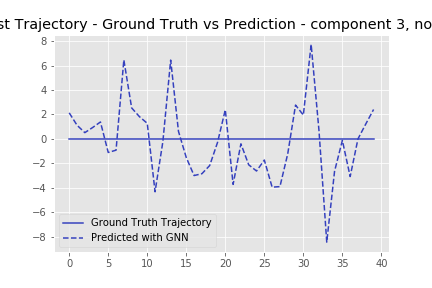 st Trajectory - Ground Truth vs Prediction - component 3, no
8
6
4
2
0
−2
−4
−6
−8
Ground Truth Trajectory
Predicted with GNN
0 5 10 15 20 25 30 35 40